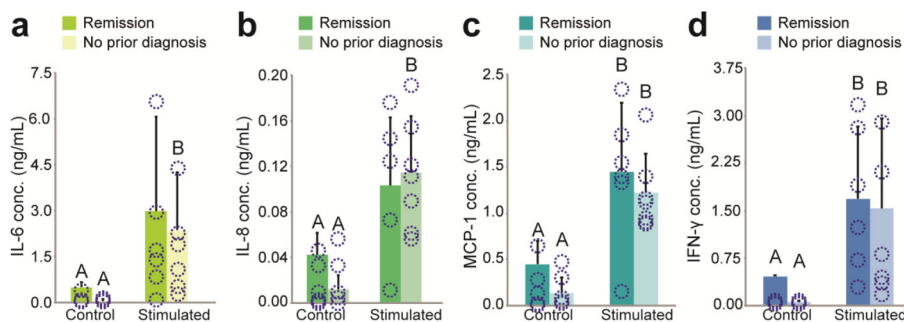 a
Remission
No prior diagnosis
IL-6 conc. (ng/mL)
7.5
6.0
4.5
3.0
1.5
0.0
A
A
B
Control
Stimulated
b
Remission
No prior diagnosis
IL-8 conc. (ng/mL)
0.20
0.16
0.12
0.08
0.04
0.00
A
A
B
Control
Stimulated
c
Remission
No prior diagnosis
MCP-1 conc. (ng/mL)
2.5
2.0
1.5
1.0
0.5
0.0
A
A
B
B
Control
Stimulated
d
Remission
No prior diagnosis
IFN-γ conc. (ng/mL)
3.75
3.00
2.25
1.50
0.75
0.00
A
A
B
B
Control
Stimulated